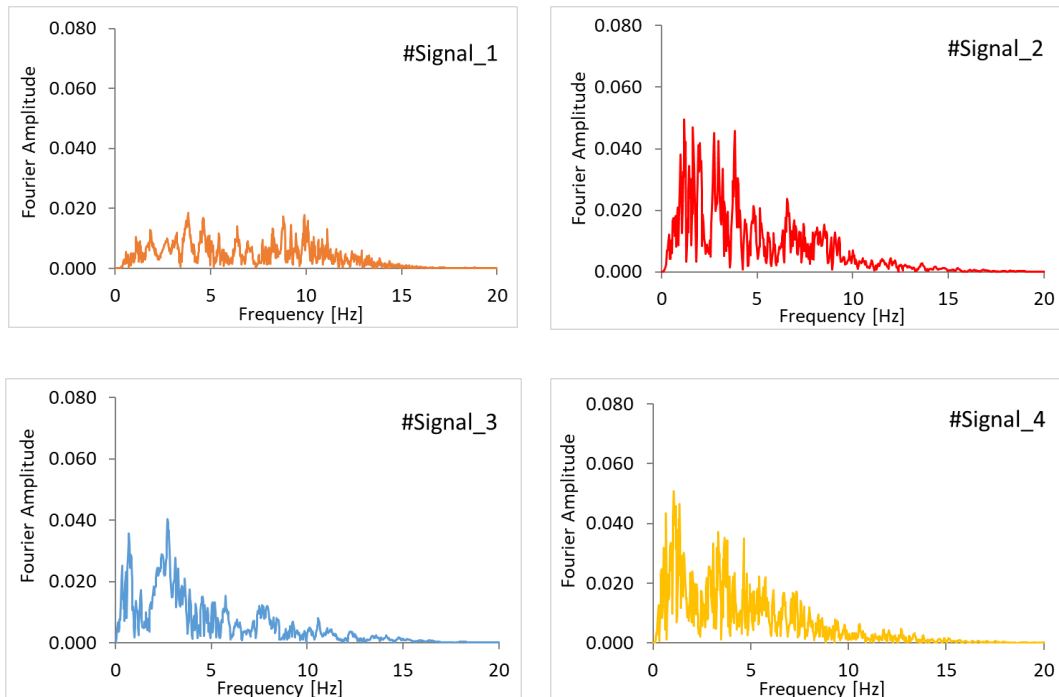 #Signal_1
Fourier Amplitude
0.080
0.060
0.040
0.020
0.000
0 5 10 15 20
Frequency [Hz]
#Signal_2
Fourier Amplitude
0.080
0.060
0.040
0.020
0.000
0 5 10 15 20
Frequency [Hz]
#Signal_3
Fourier Amplitude
0.080
0.060
0.040
0.020
0.000
0 5 10 15 20
Frequency [Hz]
#Signal_4
Fourier Amplitude
0.080
0.060
0.040
0.020
0.000
0 5 10 15 20
Frequency [Hz]